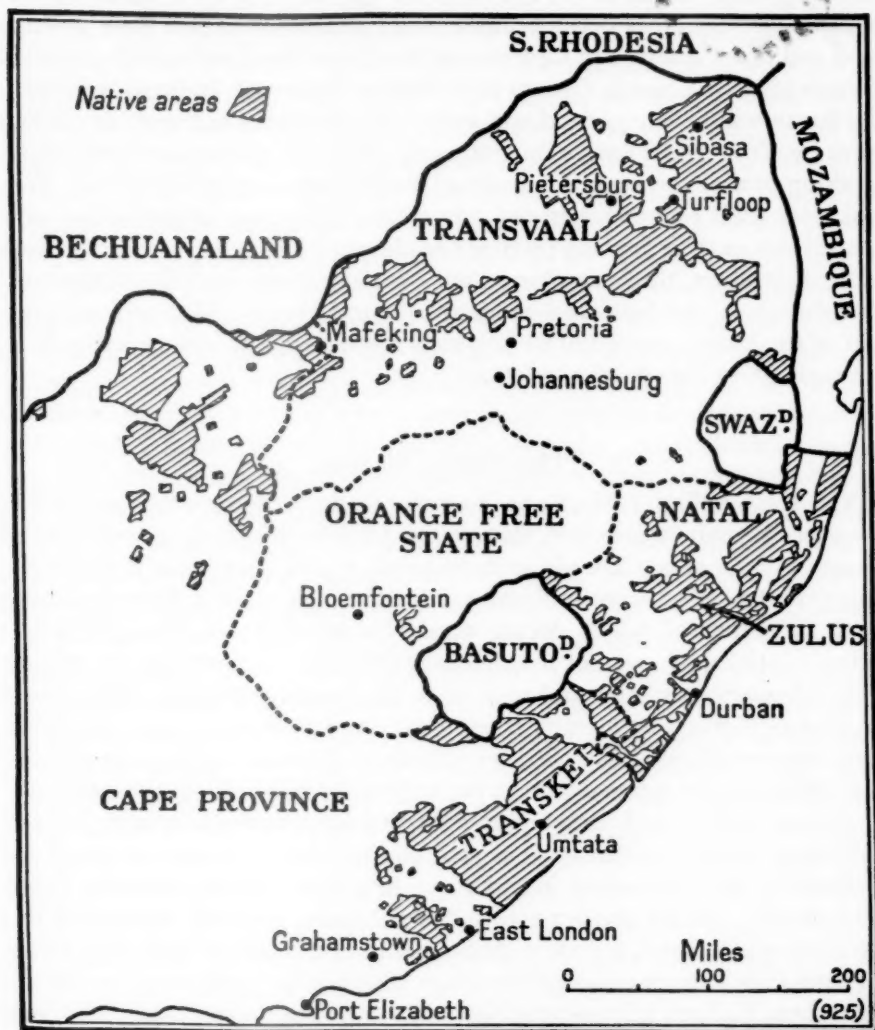 S. RHODESIA
Native areas
MOZAMBIQUE
Sibasa
Pietersburg
Turfloop
TRANSVAAL
BECHUANALAND
Mafeking
Pretoria
Johannesburg
SWAZD.
ORANGE FREE
STATE
NATAL
Bloemfontein
BASUTOD.
ZULUS
Durban
CAPE PROVINCE
TRANSKEI
Umtata
East London
Grahamstown
Port Elizabeth
Miles
0 100 200
(925)